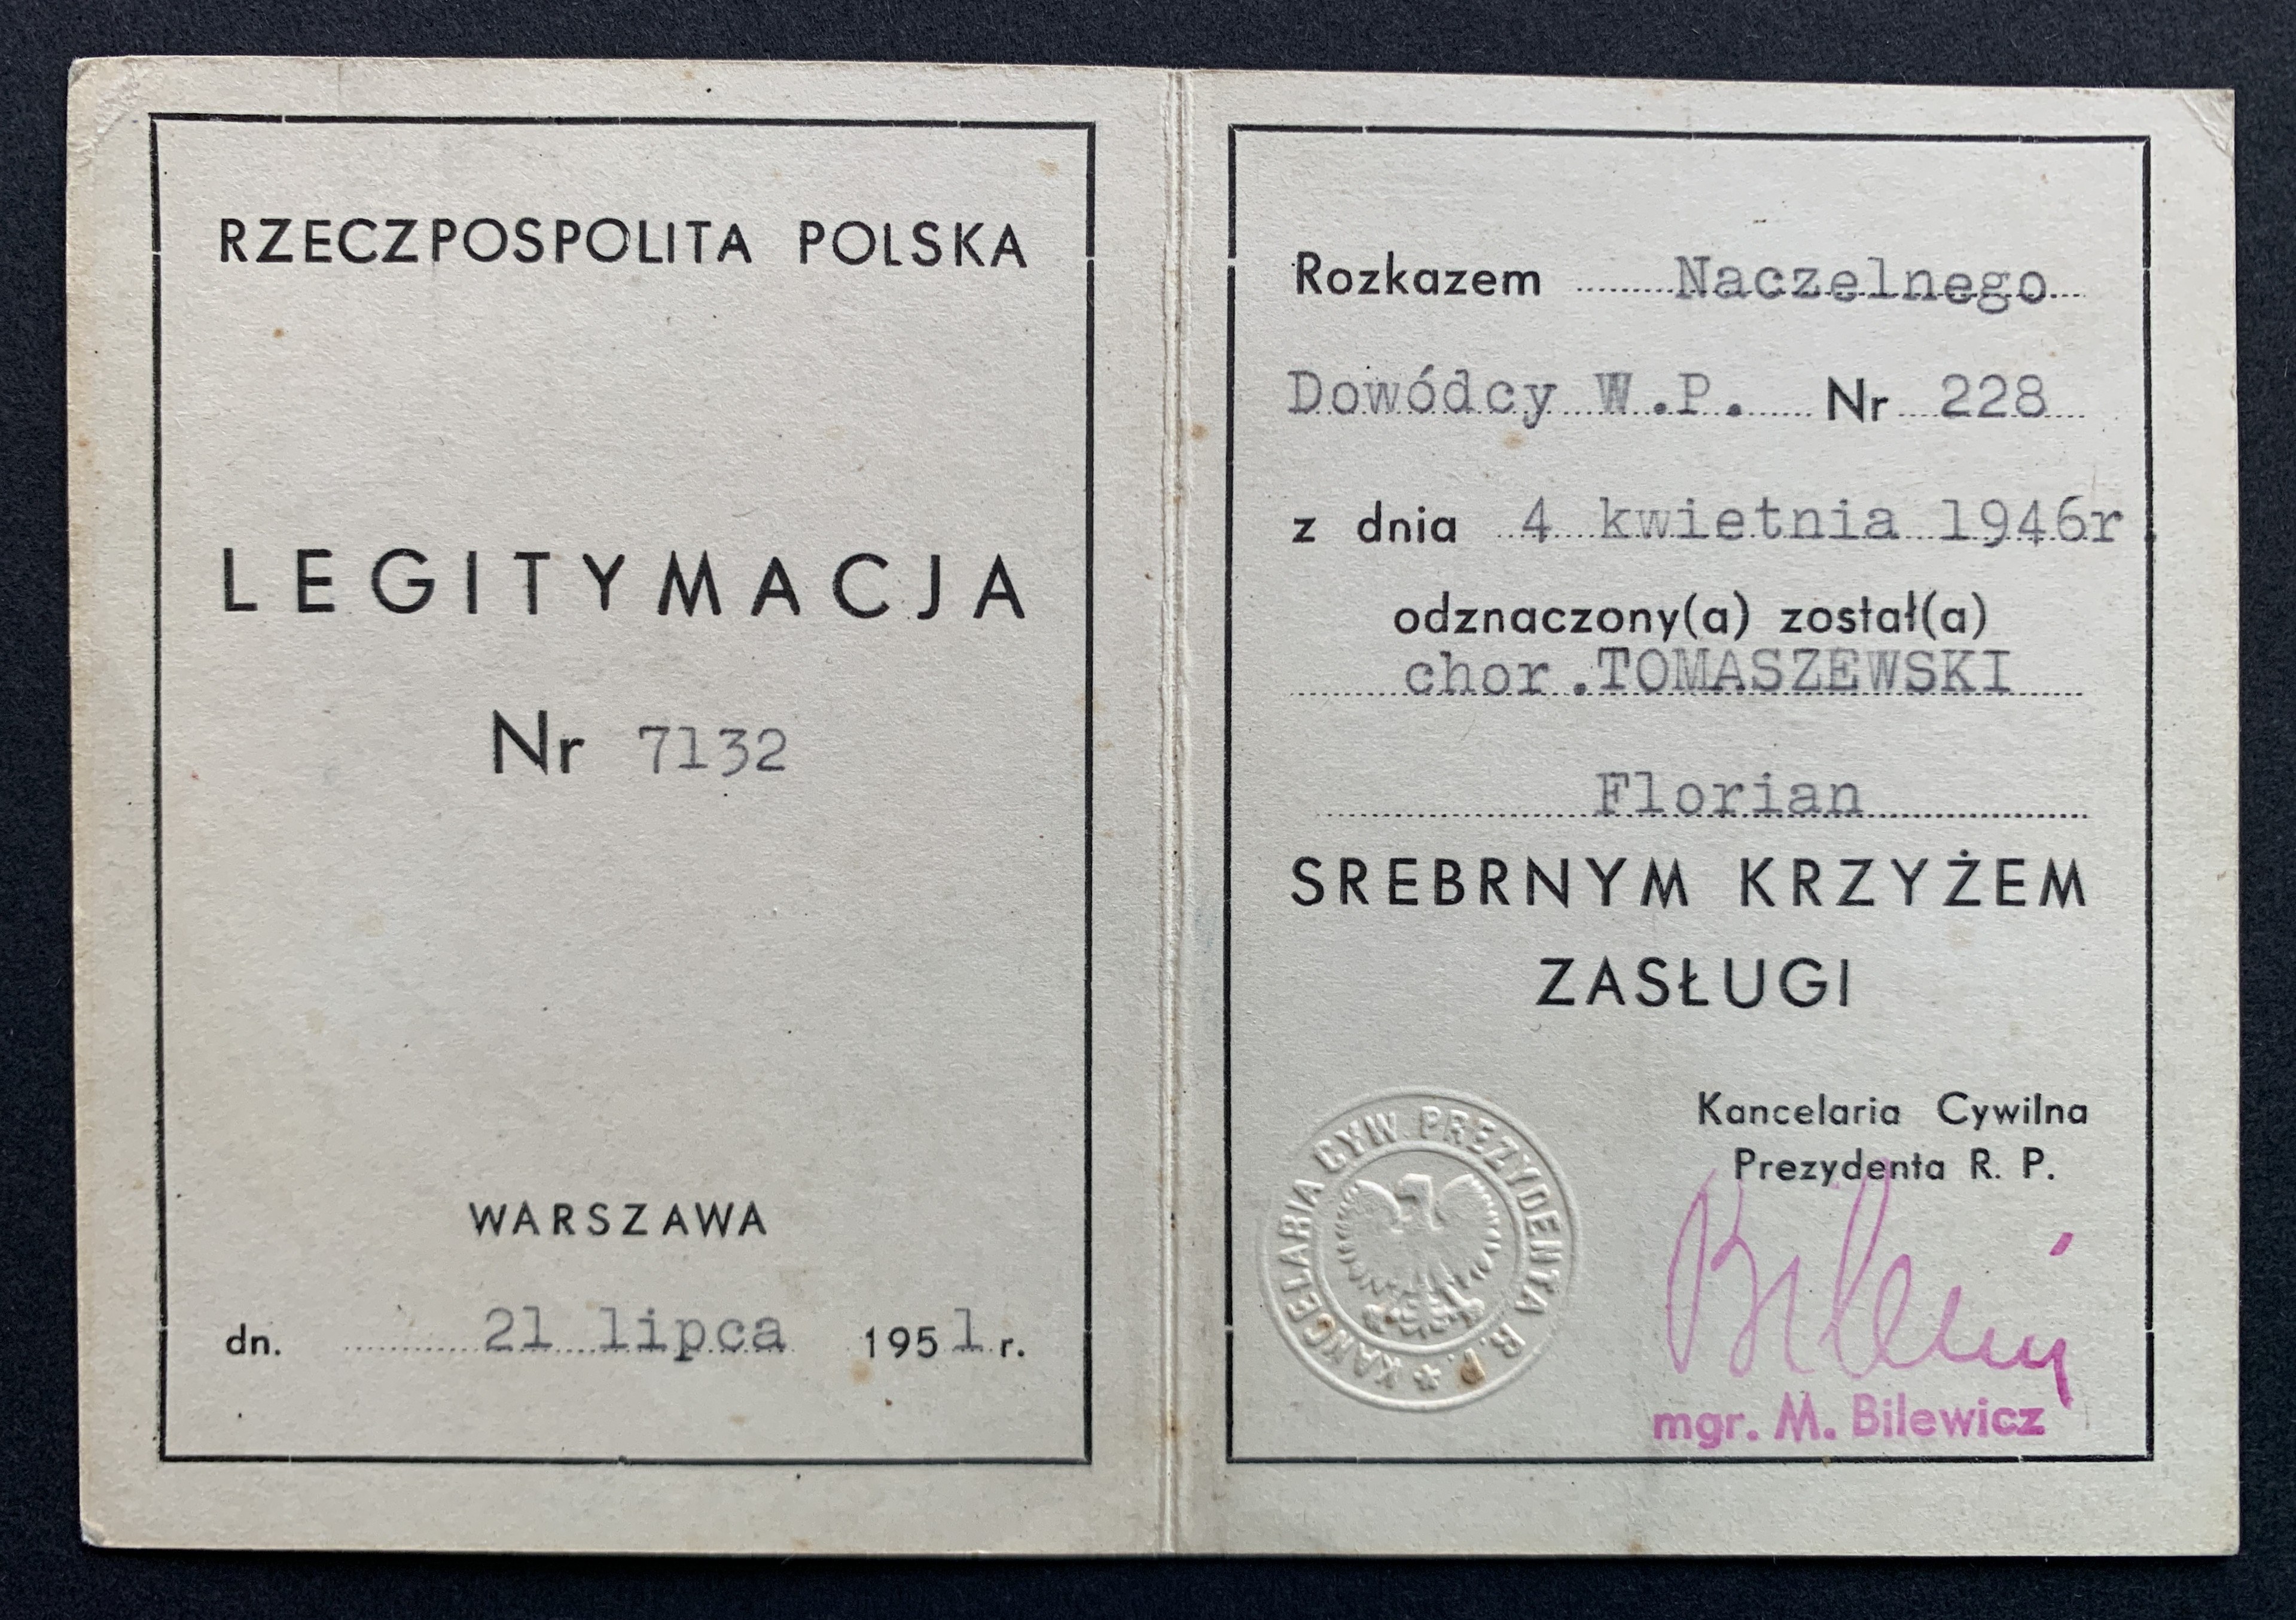 RZECZPOSPOLITA POLSKA
LEGITYMACJA
Nr 7132
WARSZAWA
dn. 21 lipca 1951 r.
Rozkazem Naczelnego
Dowódcy W.P. Nr 228
z dnia 4 kwietnia 1946r.
odznaczony(a) został(a)
chor.TOMASZEWSKI
Florian
SREBRNYM KRZYŻEM
ZASŁUGI
Kancelaria Cywilna
Prezydenta R. P.
KANCELARIA CYW PREZYDENTA R. P. *
mgr. M. Bilewicz